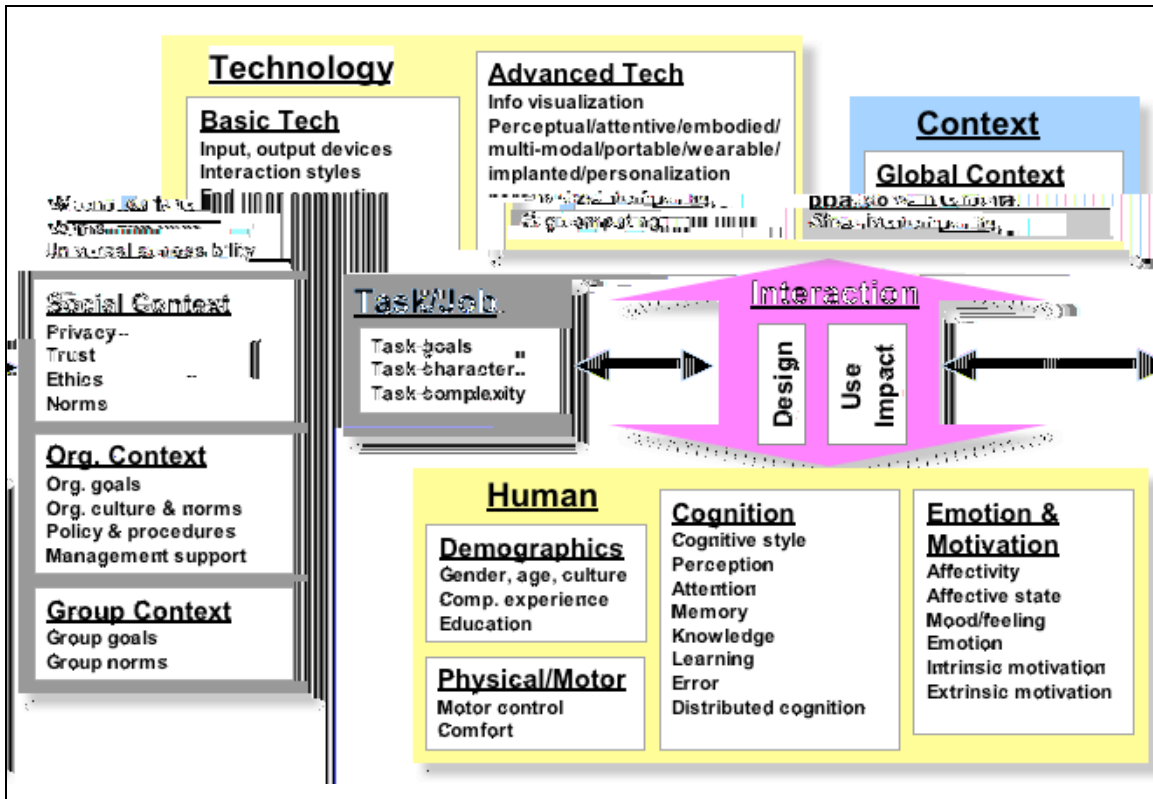 Technology
Basic Tech
Input, output devices
Interaction styles
End user computing
Advanced Tech
Info visualization
Perceptual/attentive/embodied/
multi-modal/portable/wearable/
implanted/personalization
Context
Global Context
Universal accessibility
Social Context
Privacy
Trust
Ethics
Norms
Org. Context
Org. goals
Org. culture & norms
Policy & procedures
Management support
Group Context
Group goals
Group norms
Task/Job
Task goals
Task character..
Task complexity
Interaction
Design
Use
Impact
Human
Demographics
Gender, age, culture
Comp. experience
Education
Physical/Motor
Motor control
Comfort
Cognition
Cognitive style
Perception
Attention
Memory
Knowledge
Learning
Error
Distributed cognition
Emotion &
Motivation
Affectivity
Affective state
Mood/feeling
Emotion
Intrinsic motivation
Extrinsic motivation